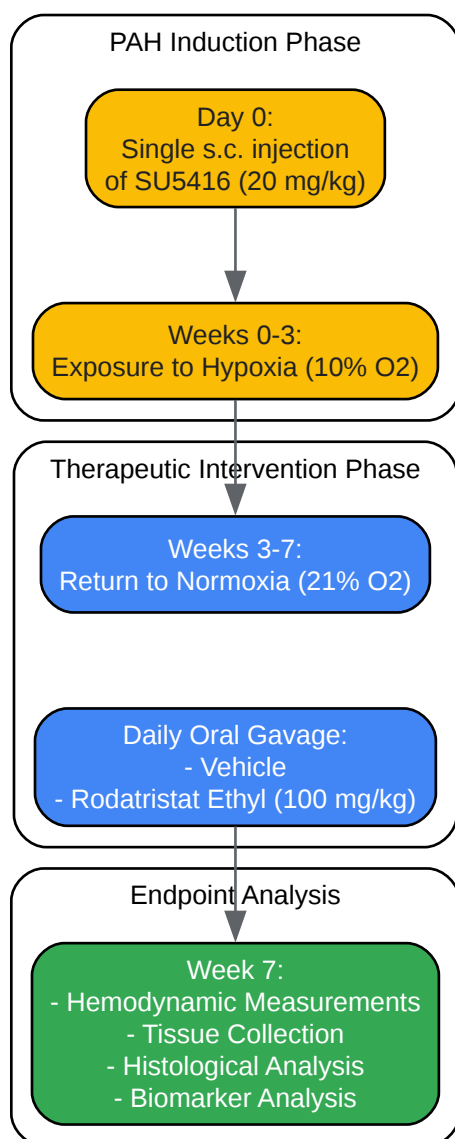 PAH Induction Phase
Day 0:
Single s.c. injection
of SU5416 (20 mg/kg)
Weeks 0-3:
Exposure to Hypoxia (10% O2)
Therapeutic Intervention Phase
Weeks 3-7:
Return to Normoxia (21% O2)
Daily Oral Gavage:
- Vehicle
- Rodatristat Ethyl (100 mg/kg)
Endpoint Analysis
Week 7:
- Hemodynamic Measurements
- Tissue Collection
- Histological Analysis
- Biomarker Analysis